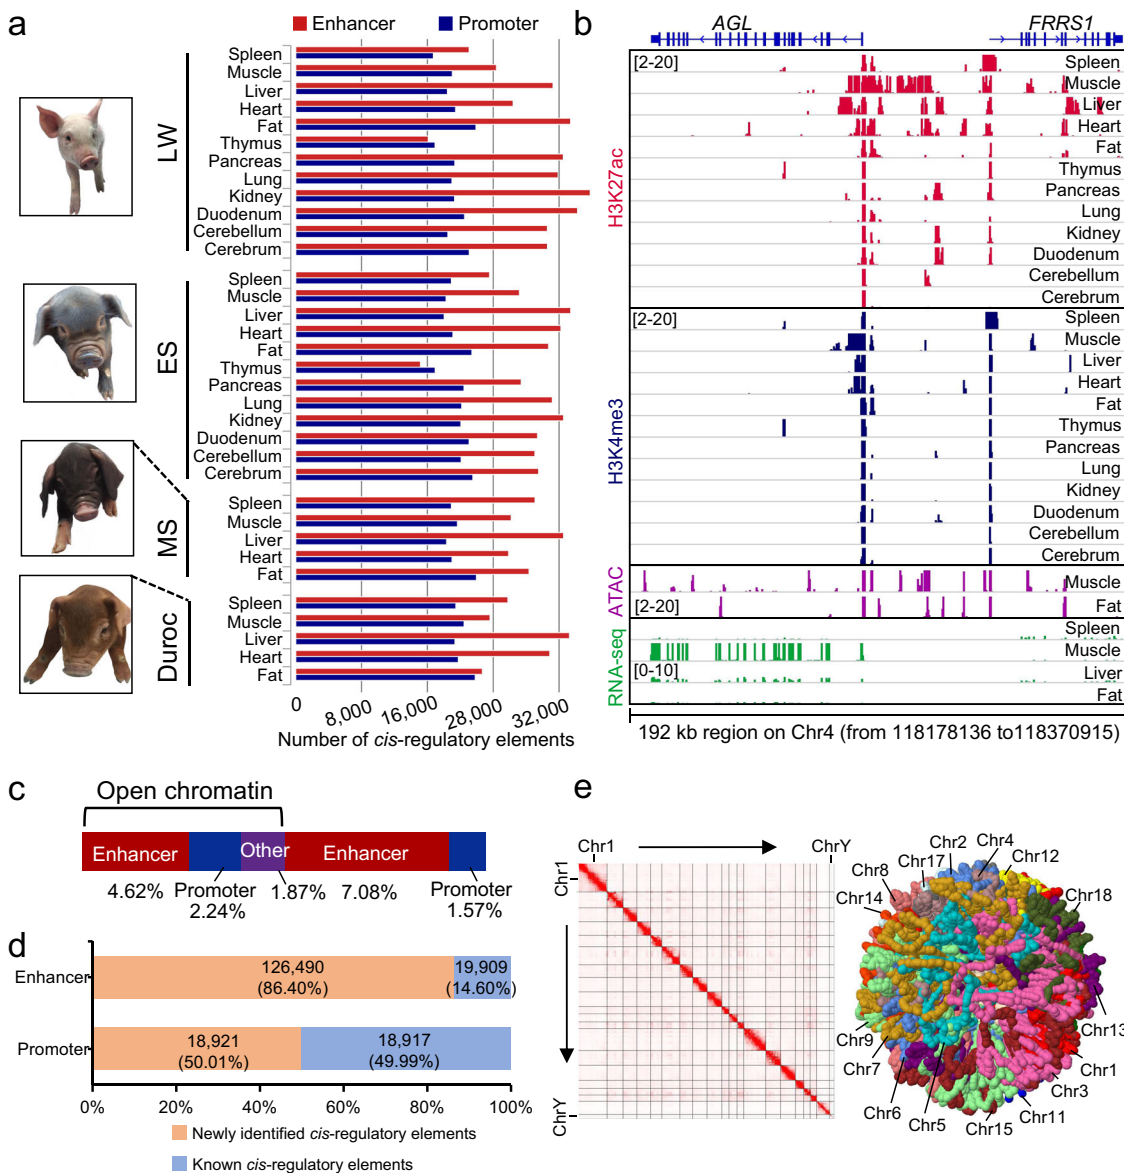 a
Enhancer
Promoter
LW
Spleen
Muscle
Liver
Heart
Fat
Thymus
Pancreas
Lung
Kidney
Duodenum
Cerebellum
Cerebrum
ES
Spleen
Muscle
Liver
Heart
Fat
Thymus
Pancreas
Lung
Kidney
Duodenum
Cerebellum
Cerebrum
MS
Spleen
Muscle
Liver
Heart
Fat
Duroc
Spleen
Muscle
Liver
Heart
Fat
0
8,000
16,000
28,000
32,000
Number of cis-regulatory elements
b
AGL
FRRS1
H3K27ac
[2-20]
Spleen
Muscle
Liver
Heart
Fat
Thymus
Pancreas
Lung
Kidney
Duodenum
Cerebellum
Cerebrum
H3K4me3
[2-20]
Spleen
Muscle
Liver
Heart
Fat
Thymus
Pancreas
Lung
Kidney
Duodenum
Cerebellum
Cerebrum
ATAC
Muscle
[2-20]
Fat
RNA-seq
Spleen
Muscle
[0-10]
Liver
Fat
192 kb region on Chr4 (from 118178136 to118370915)
c
Open chromatin
Enhancer
Other
Enhancer
4.62%
Promoter
2.24%
1.87%
7.08%
Promoter
1.57%
d
Enhancer
126,490
(86.40%)
19,909
(14.60%)
Promoter
18,921
(50.01%)
18,917
(49.99%)
0%
20%
40%
60%
80%
100%
Newly identified cis-regulatory elements
Known cis-regulatory elements
e
Chr1
ChrY
Chr1
ChrY
Chr2
Chr4
Chr17
Chr12
Chr8
Chr14
Chr18
Chr13
Chr9
Chr7
Chr1
Chr3
Chr6
Chr5
Chr11
Chr15